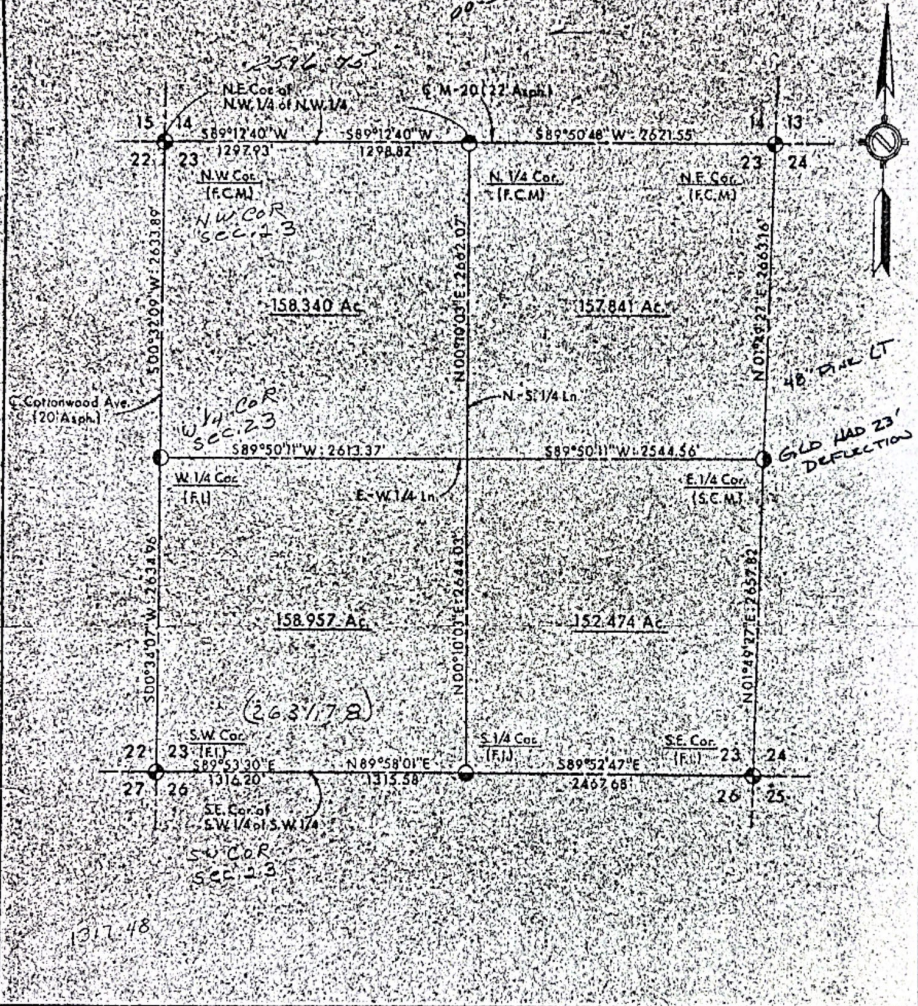 2596.75
N.E. Cor. of
N.W. 1/4 of N.W. 1/4
℄ M-20 (22' Asph.)
15 14
14 13
S89°12'40"W
1297.93'
S89°12'40"W
1298.82'
S89°50'48"W - 2621.55'
22 23
23 24
N.W. Cor.
(F.C.M.)
N. 1/4 Cor.
(F.C.M.)
N.E. Cor.
(F.C.M.)
NW COR
SEC. 23
S00°32'09"W - 2633.89'
N00°10'03"E - 2662.07'
158.340 Ac.
157.841 Ac.
48" PINE LT
℄ Cottonwood Ave.
(20' Asph.)
N.-S. 1/4 Ln.
W 1/4 COR
SEC. 23
GLO HAD 23'
DEFLECTION
S89°50'11"W - 2613.37'
S89°50'11"W - 2544.56'
W. 1/4 Cor.
(F.I.)
E.-W. 1/4 Ln.
E. 1/4 Cor.
(S.C.M.)
S00°34'07"W - 2634.96'
N00°10'03"E - 2644.03'
N01°49'27"E - 2657.82'
158.957 Ac.
152.474 Ac.
(2631.78)
S.W. Cor.
(F.I.)
S. 1/4 Cor.
(F.I.)
S.E. Cor.
(F.I.)
22 23
23 24
S89°53'30"E
1316.20'
N89°58'01"E
1315.58'
S89°52'47"E
2467.68'
27 26
26 25
S.E. Cor. of
S.W. 1/4 of S.W. 1/4
SW COR
SEC. 23
1317.48